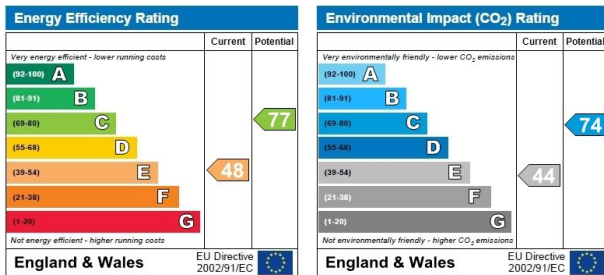 Energy Efficiency Rating
Current Potential
Very energy efficient - lower running costs
(92-100) A
(81-91) B
(69-80) C
77
(55-68) D
(39-54) E
48
(21-38) F
(1-20) G
Not energy efficient - higher running costs
England & Wales
EU Directive
2002/91/EC
Environmental Impact (CO₂) Rating
Current Potential
Very environmentally friendly - lower CO₂ emissions
(92-100) A
(81-91) B
(69-80) C
74
(55-68) D
(39-54) E
44
(21-38) F
(1-20) G
Not environmentally friendly - higher CO₂ emissions
England & Wales
EU Directive
2002/91/EC